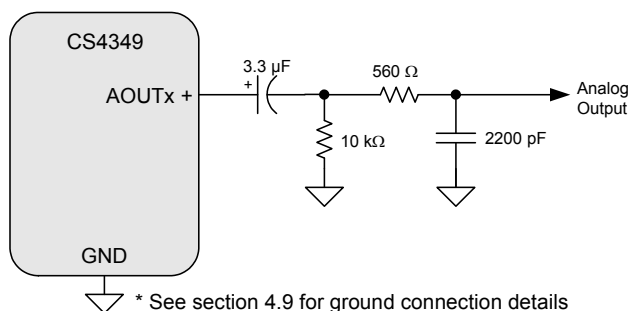 CS4349
3.3 µF
+
560 Ω
AOUTx +
Analog
Output
10 kΩ
2200 pF
GND
* See section 4.9 for ground connection details